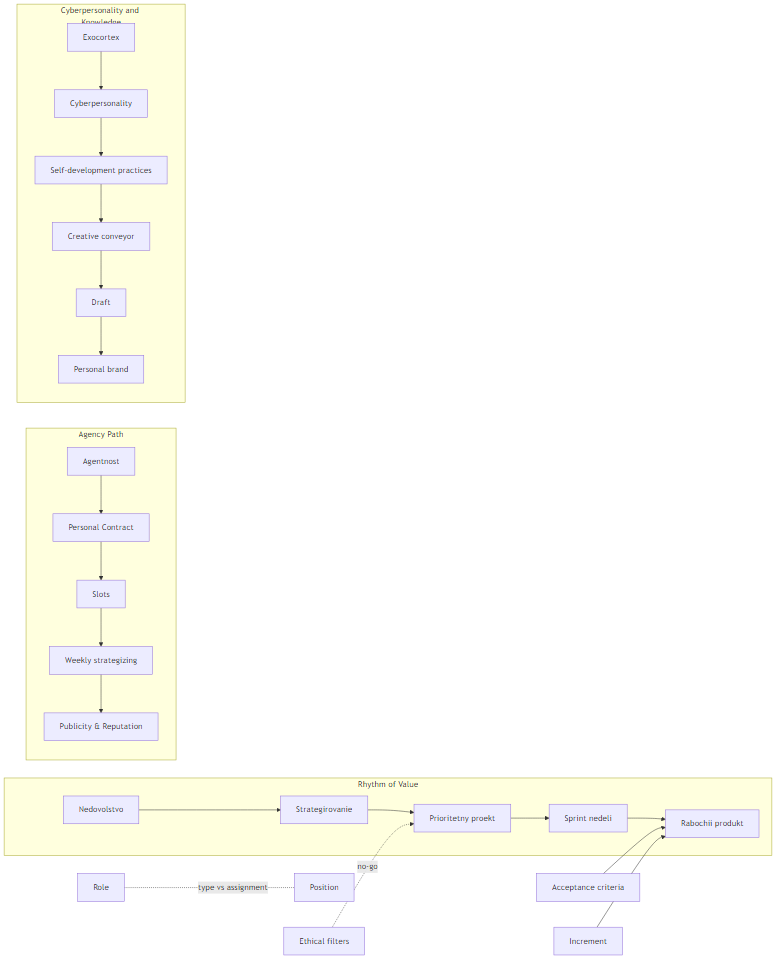 Cyberpersonality and
Knowledge
Exocortex
Cyberpersonality
Self-development practices
Creative conveyor
Draft
Personal brand
Agency Path
Agentnost
Personal Contract
Slots
Weekly strategizing
Publicity & Reputation
Rhythm of Value
Nedovolstvo
Strategirovanie
Prioritetny proekt
Sprint nedeli
Rabochii produkt
no-go
Role
type vs assignment
Position
Acceptance criteria
Ethical filters
Increment